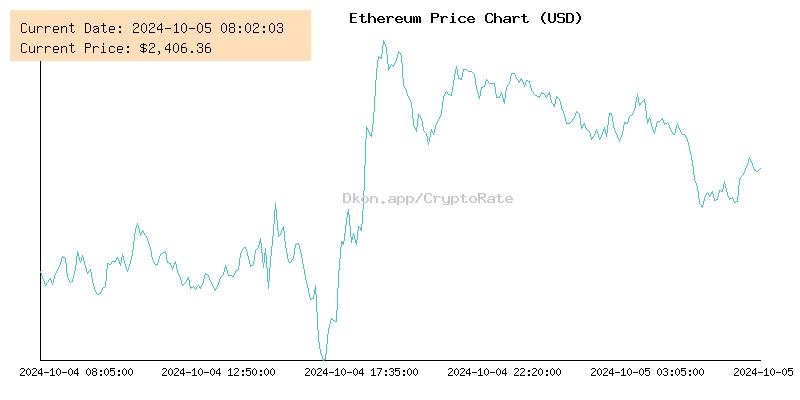 Ethereum Price Chart (USD)
Current Date: 2024-10-05 08:02:03
Current Price: $2,406.36
Dkon.app/CryptoRate
2024-10-04 08:05:00 2024-10-04 12:50:00 2024-10-04 17:35:00 2024-10-04 22:20:00 2024-10-05 03:05:00 2024-10-05